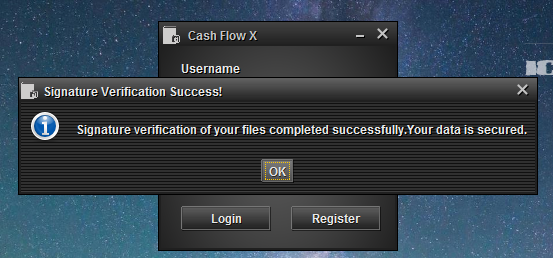 Cash Flow X
Username
Signature Verification Success!
Signature verification of your files completed successfully.Your data is secured.
OK
Login
Register